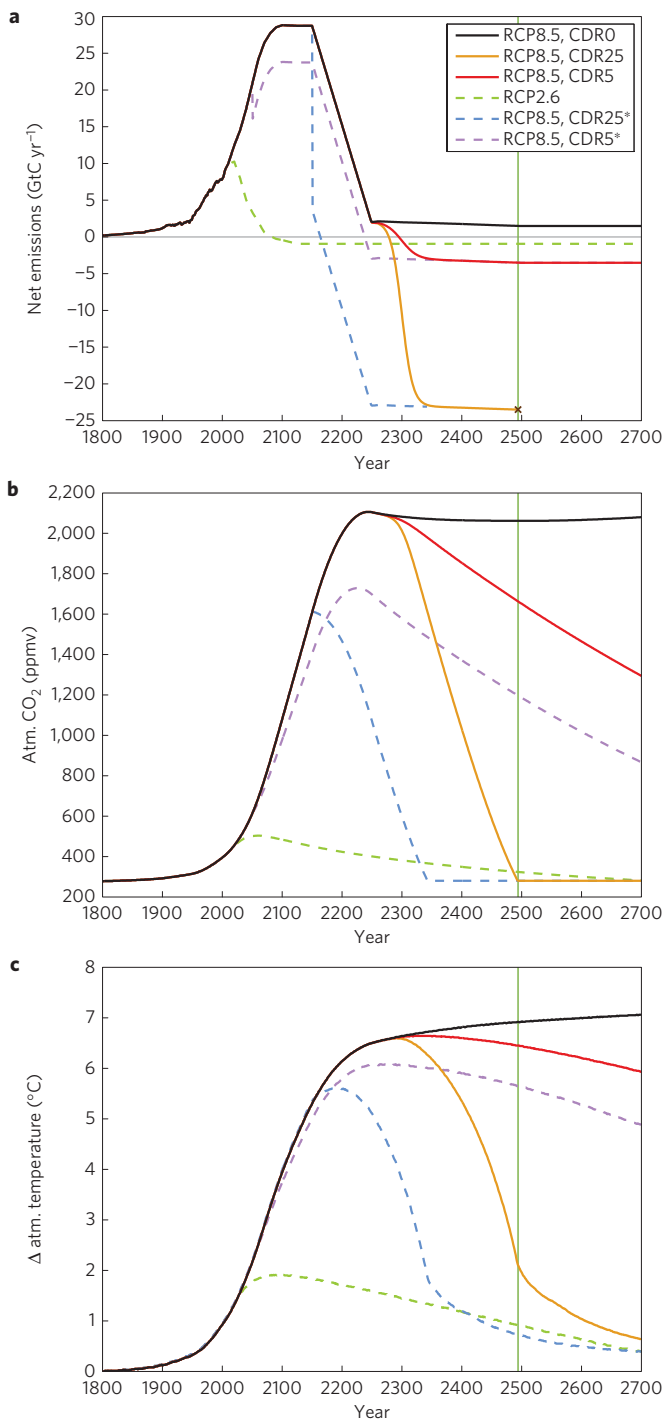 a
30
25
20
15
10
5
0
−5
−10
−15
−20
−25
Net emissions (GtC yr⁻¹)
RCP8.5, CDR0
RCP8.5, CDR25
RCP8.5, CDR5
RCP2.6
RCP8.5, CDR25*
RCP8.5, CDR5*
1800 1900 2000 2100 2200 2300 2400 2500 2600 2700
Year
b
2,200
2,000
1,800
1,600
1,400
1,200
1,000
800
600
400
200
Atm. CO₂ (ppmv)
1800 1900 2000 2100 2200 2300 2400 2500 2600 2700
Year
c
8
7
6
5
4
3
2
1
0
Δ atm. temperature (°C)
1800 1900 2000 2100 2200 2300 2400 2500 2600 2700
Year